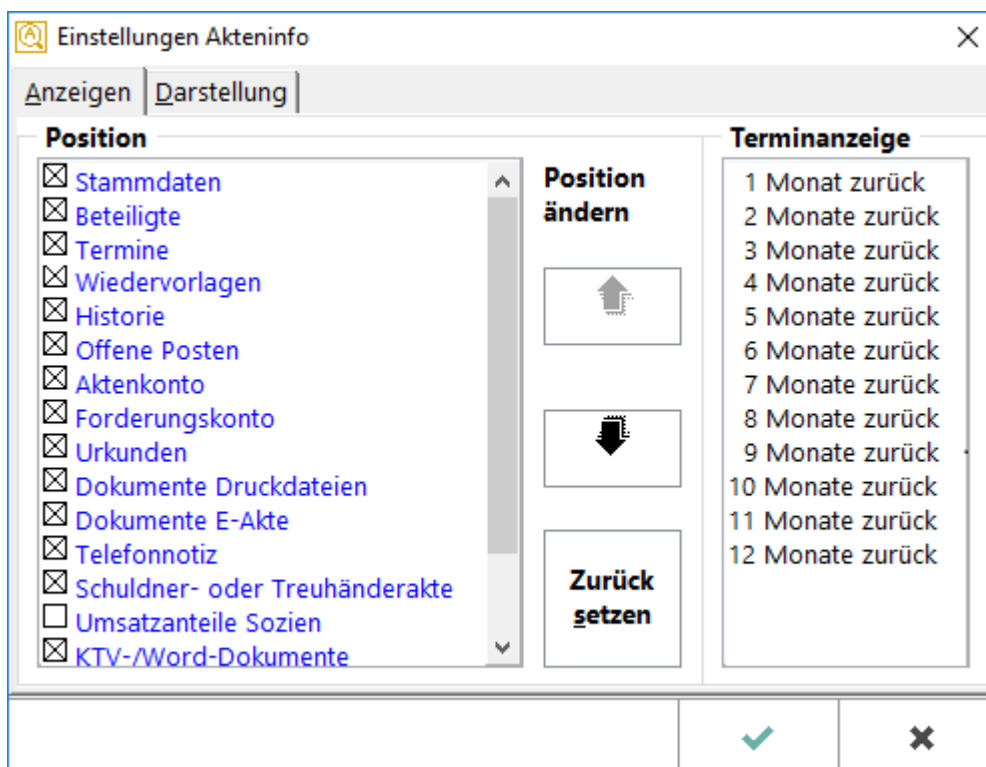 Einstellungen Akteninfo
Anzeigen
Darstellung
Position
Stammdaten
Beteiligte
Termine
Wiedervorlagen
Historie
Offene Posten
Aktenkonto
Forderungskonto
Urkunden
Dokumente Druckdateien
Dokumente E-Akte
Telefonnotiz
Schuldner- oder Treuhänderakte
Umsatzanteile Sozien
KTV-/Word-Dokumente
Position
ändern
Zurück
setzen
Terminanzeige
1 Monat zurück
2 Monate zurück
3 Monate zurück
4 Monate zurück
5 Monate zurück
6 Monate zurück
7 Monate zurück
8 Monate zurück
9 Monate zurück
10 Monate zurück
11 Monate zurück
12 Monate zurück